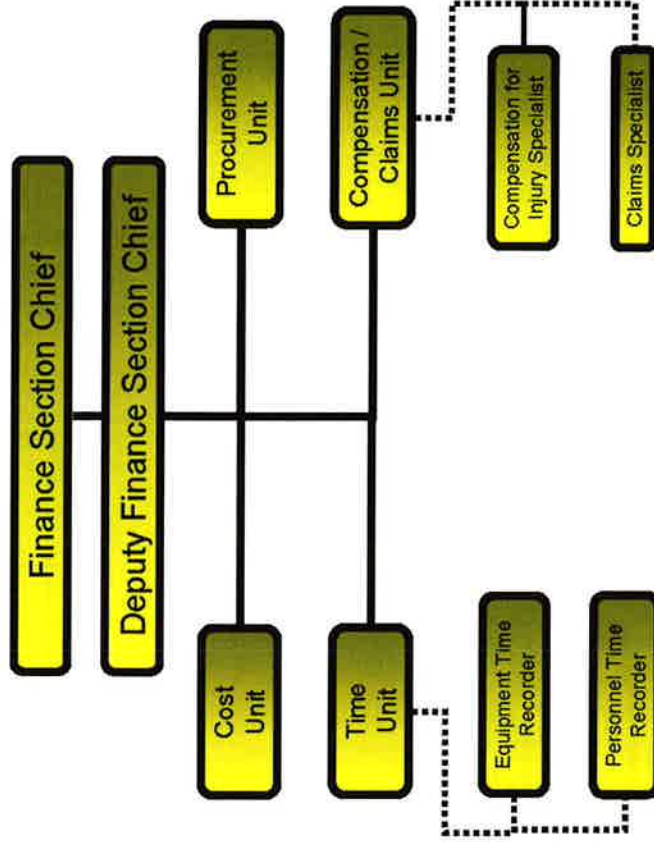 Finance Section Chief
Deputy Finance Section Chief
Cost
Unit
Procurement
Unit
Time
Unit
Compensation /
Claims Unit
Equipment Time
Recorder
Compensation for
Injury Specialist
Personnel Time
Recorder
Claims Specialist